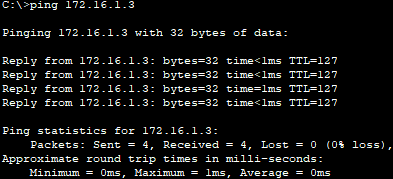 C:\>ping 172.16.1.3
Pinging 172.16.1.3 with 32 bytes of data:
Reply from 172.16.1.3: bytes=32 time<1ms TTL=127
Reply from 172.16.1.3: bytes=32 time<1ms TTL=127
Reply from 172.16.1.3: bytes=32 time=1ms TTL=127
Reply from 172.16.1.3: bytes=32 time<1ms TTL=127
Ping statistics for 172.16.1.3:
Packets: Sent = 4, Received = 4, Lost = 0 (0% loss),
Approximate round trip times in milli-seconds:
Minimum = 0ms, Maximum = 1ms, Average = 0ms